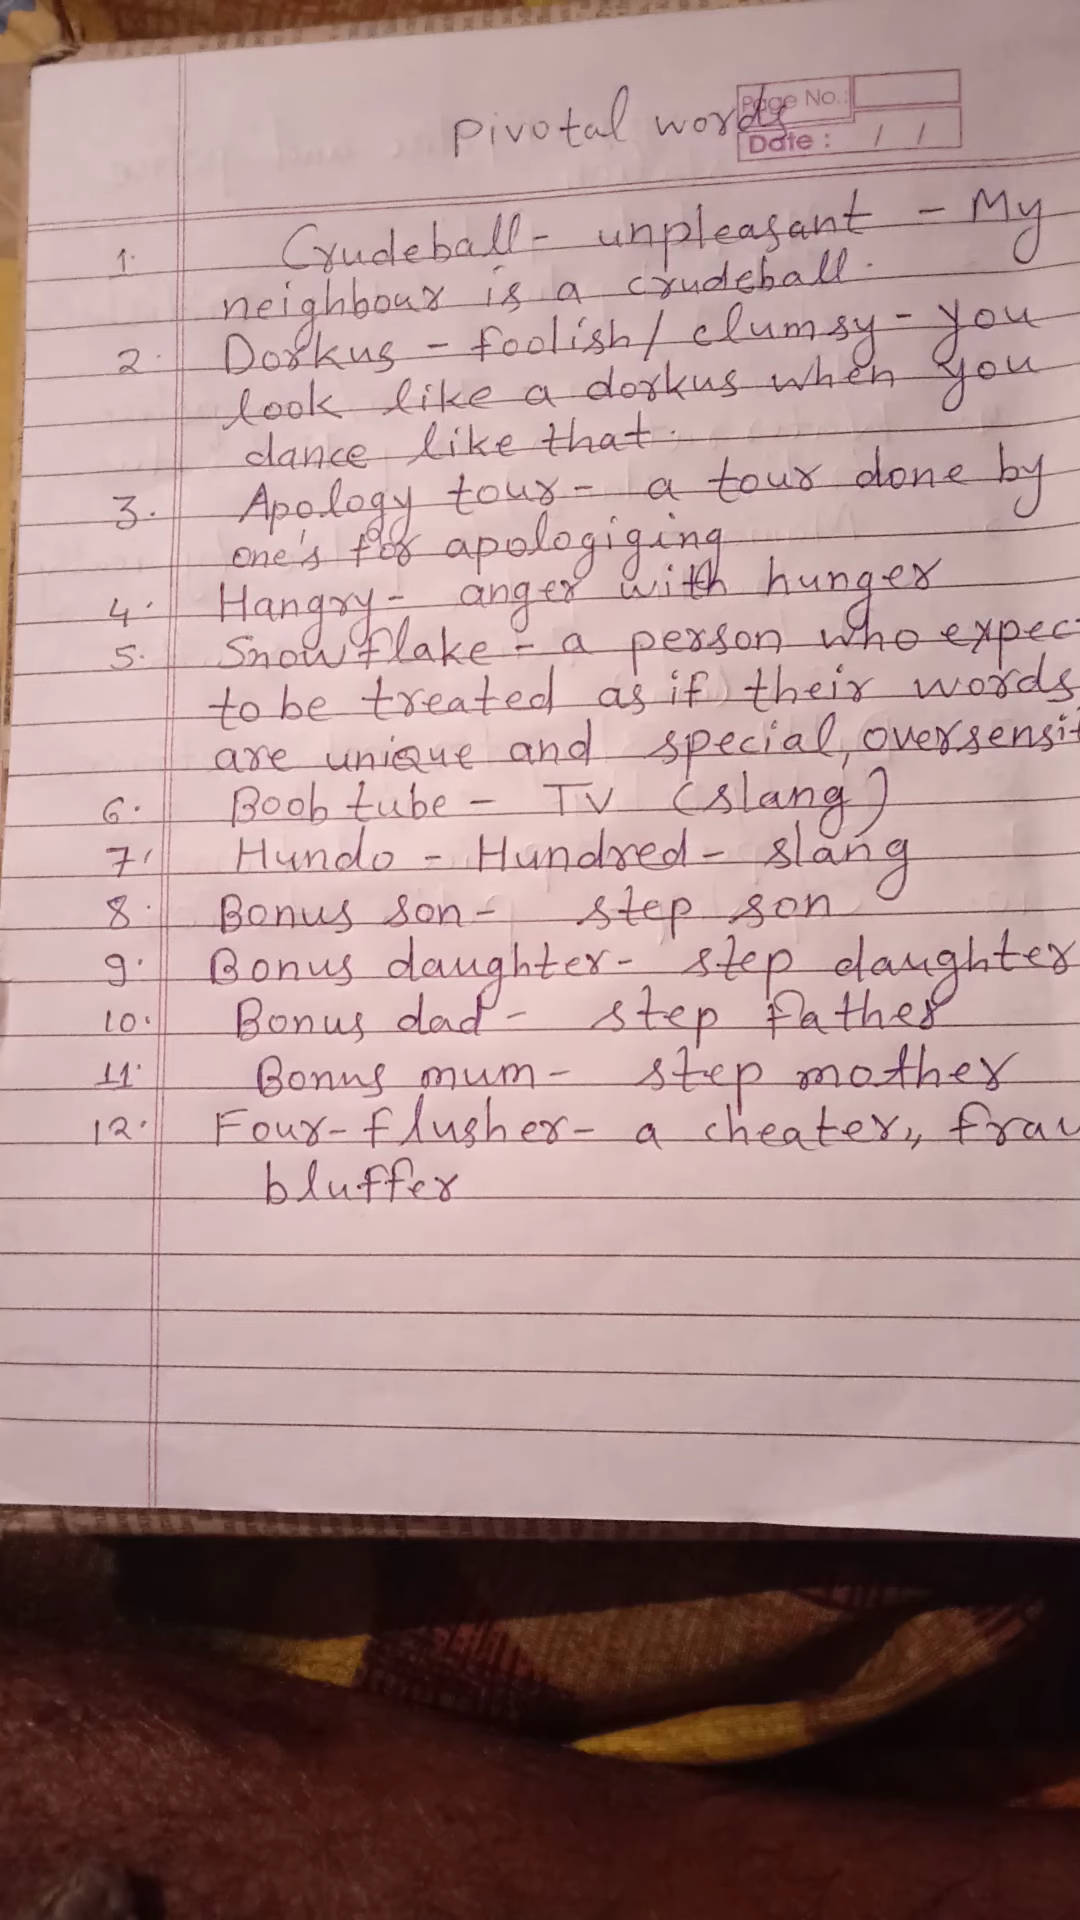 pivotal words
Page No.:
Date : / /
1. Crudeball- unpleasant - My
neighbour is a crudeball.
2. Dorkus - foolish/ clumsy - you
look like a dorkus when you
dance like that.
3. Apology tour- a tour done by
one's for apologiging
4. Hangry- anger with hunger
5. Snowflake - a person who expec
to be treated as if their words
are unique and special, oversensit
6. Boob tube - TV (slang)
7. Hundo - Hundred- slang
8. Bonus son- step son
9. Bonus daughter- step daughter
10. Bonus dad - step father
11. Bonus mum- step mother
12. Four-flusher- a cheater,, frau
bluffer